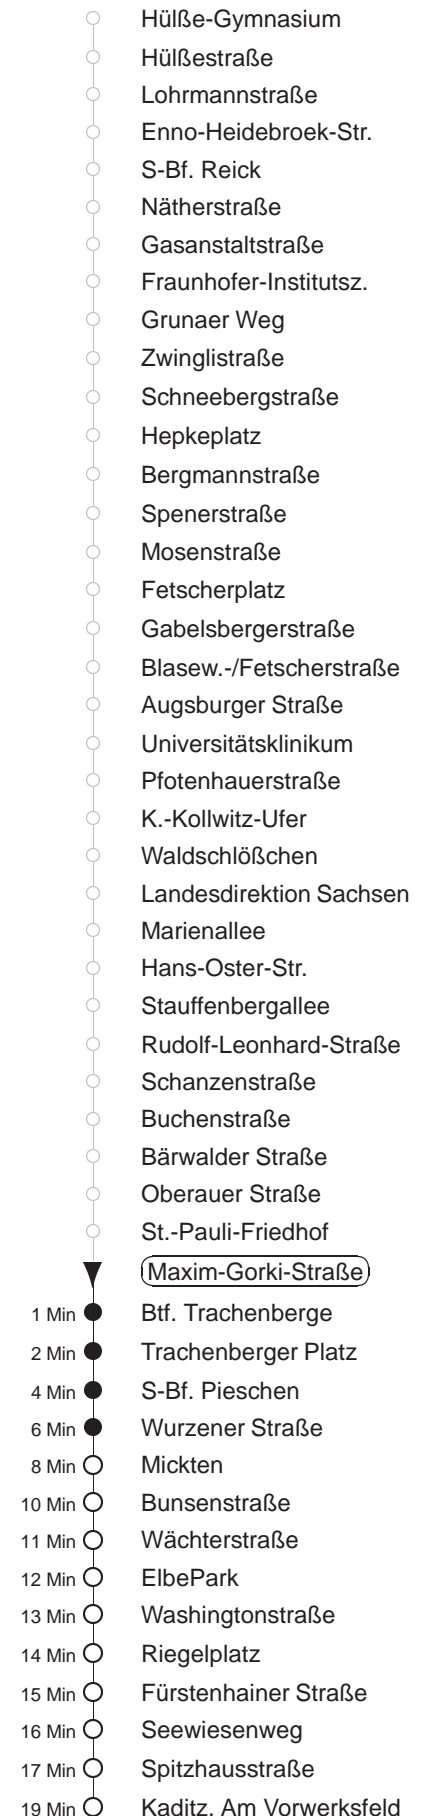 Hülße-Gymnasium
Hülßestraße
Lohrmannstraße
Enno-Heidebroek-Str.
S-Bf. Reick
Nätherstraße
Gasanstaltstraße
Fraunhofer-Institutsz.
Grunaer Weg
Zwinglistraße
Schneebergstraße
Hepkeplatz
Bergmannstraße
Spenerstraße
Mosenstraße
Fetscherplatz
Gabelsbergerstraße
Blasew.-/Fetscherstraße
Augsburger Straße
Universitätsklinikum
Pfotenhauerstraße
K.-Kollwitz-Ufer
Waldschlößchen
Landesdirektion Sachsen
Marienallee
Hans-Oster-Str.
Stauffenbergallee
Rudolf-Leonhard-Straße
Schanzenstraße
Buchenstraße
Bärwalder Straße
Oberauer Straße
St.-Pauli-Friedhof
Maxim-Gorki-Straße
1 Min Btf. Trachenberge
2 Min Trachenberger Platz
4 Min S-Bf. Pieschen
6 Min Wurzener Straße
8 Min Mickten
10 Min Bunsenstraße
11 Min Wächterstraße
12 Min ElbePark
13 Min Washingtonstraße
14 Min Riegelplatz
15 Min Fürstenhainer Straße
16 Min Seewiesenweg
17 Min Spitzhausstraße
19 Min Kaditz, Am Vorwerksfeld